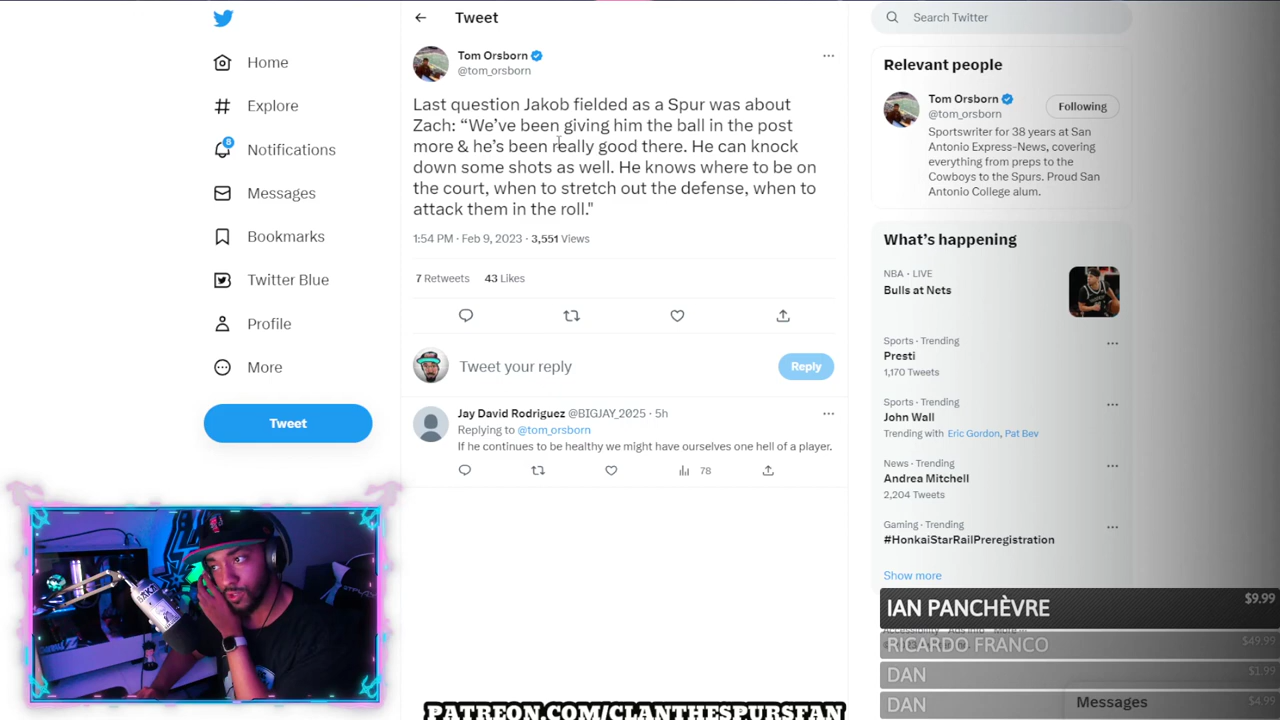 Home
Explore
8
Notifications
Messages
Bookmarks
Twitter Blue
Profile
More
Tweet
Tweet
Tom Orsborn
@tom_orsborn
Last question Jakob fielded as a Spur was about
Zach: “We’ve been giving him the ball in the post
more & he’s been really good there. He can knock
down some shots as well. He knows where to be on
the court, when to stretch out the defense, when to
attack them in the roll."
1:54 PM · Feb 9, 2023 · 3,551 Views
7 Retweets 43 Likes
Tweet your reply
Reply
Jay David Rodriguez @BIGJAY_2025 · 5h
Replying to @tom_orsborn
If he continues to be healthy we might have ourselves one hell of a player.
78
Search Twitter
Relevant people
Tom Orsborn
@tom_orsborn
Following
Sportswriter for 38 years at San
Antonio Express-News, covering
everything from preps to the
Cowboys to the Spurs. Proud San
Antonio College alum.
What’s happening
NBA · LIVE
Bulls at Nets
Sports · Trending
Presti
1,170 Tweets
Sports · Trending
John Wall
Trending with Eric Gordon, Pat Bev
News · Trending
Andrea Mitchell
2,204 Tweets
Gaming · Trending
#HonkaiStarRailPreregistration
Show more
IAN PANCHÈVRE $9.99
RICARDO FRANCO $49.99
DAN $1.99
DAN $4.99
Messages
PATREON.COM/CLANTHESPURSFAN